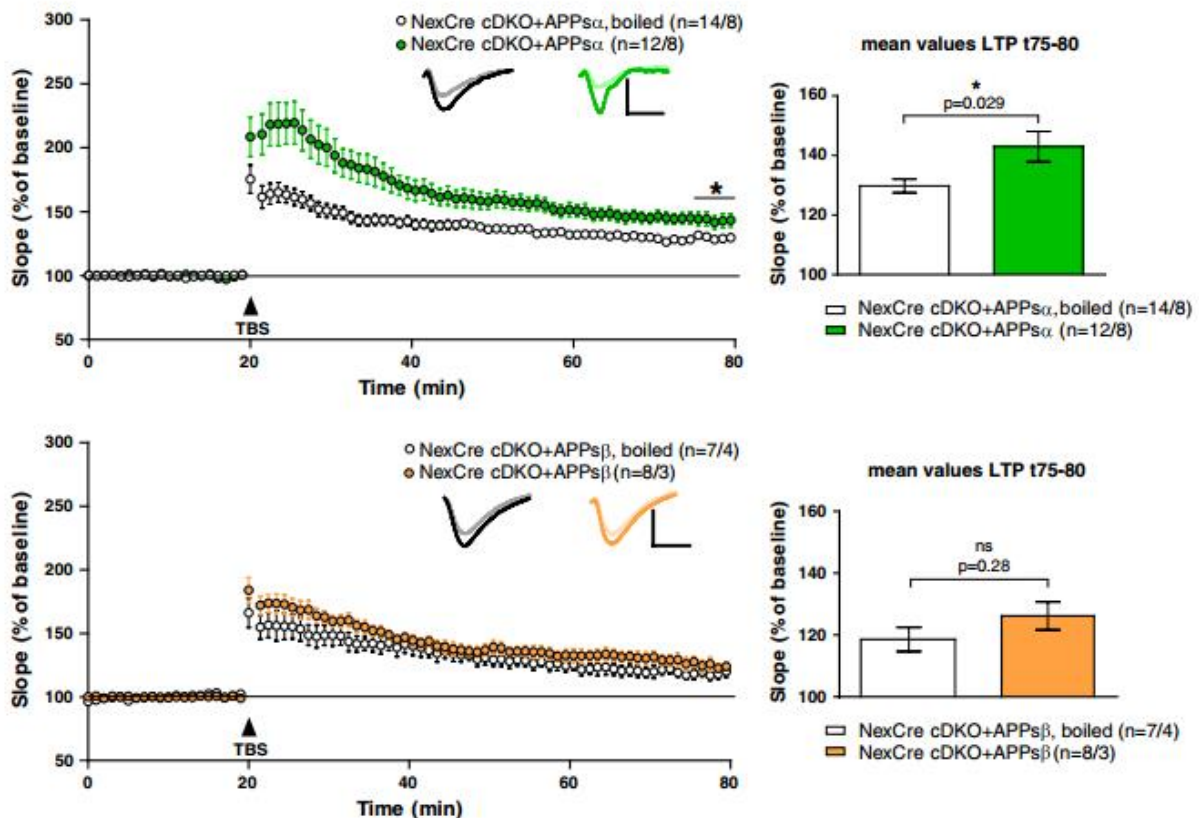 NexCre cDKO+APPsα, boiled (n=14/8)
NexCre cDKO+APPsα (n=12/8)
Slope (% of baseline)
300
250
200
150
100
50
*
TBS
0
20
40
60
80
Time (min)
mean values LTP t75-80
*
p=0.029
Slope (% of baseline)
160
140
120
100
NexCre cDKO+APPsα, boiled (n=14/8)
NexCre cDKO+APPsα (n=12/8)
NexCre cDKO+APPsβ, boiled (n=7/4)
NexCre cDKO+APPsβ (n=8/3)
Slope (% of baseline)
300
250
200
150
100
50
TBS
0
20
40
60
80
Time (min)
mean values LTP t75-80
ns
p=0.28
Slope (% of baseline)
160
140
120
100
NexCre cDKO+APPsβ, boiled (n=7/4)
NexCre cDKO+APPsβ (n=8/3)